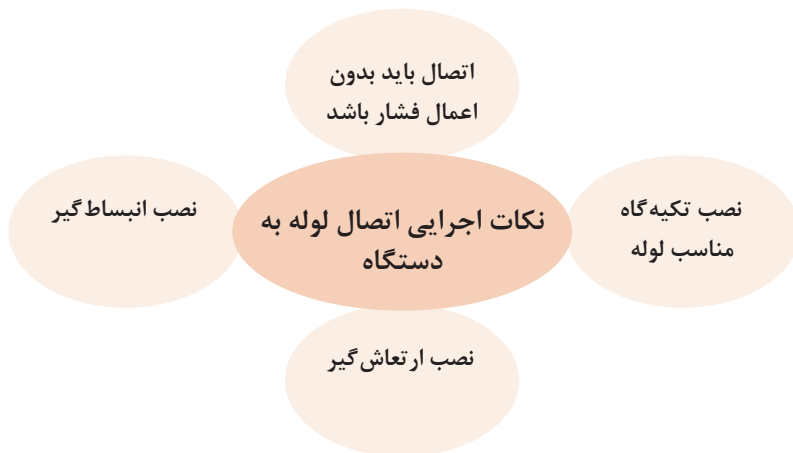 اتصال باید بدون
اعمال فشار باشد
نصب تکیه‌گاه
مناسب لوله
نکات اجرایی اتصال لوله به
دستگاه
نصب انبساط‌گیر
نصب ارتعاش‌گیر